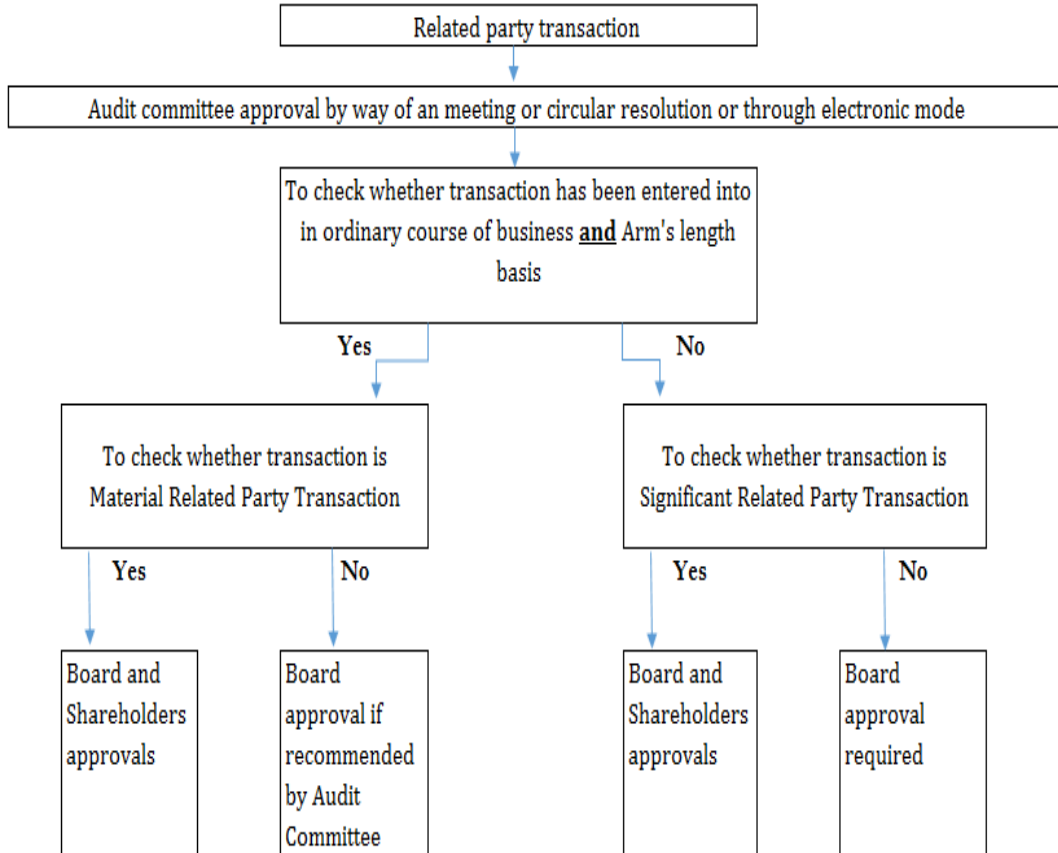 Related party transaction
Audit committee approval by way of an meeting or circular resolution or through electronic mode
To check whether transaction has been entered into
in ordinary course of business and Arm's length
basis
Yes
No
To check whether transaction is
Material Related Party Transaction
To check whether transaction is
Significant Related Party Transaction
Yes
No
Yes
No
Board and
Shareholders
approvals
Board
approval if
recommended
by Audit
Committee
Board and
Shareholders
approvals
Board
approval
required